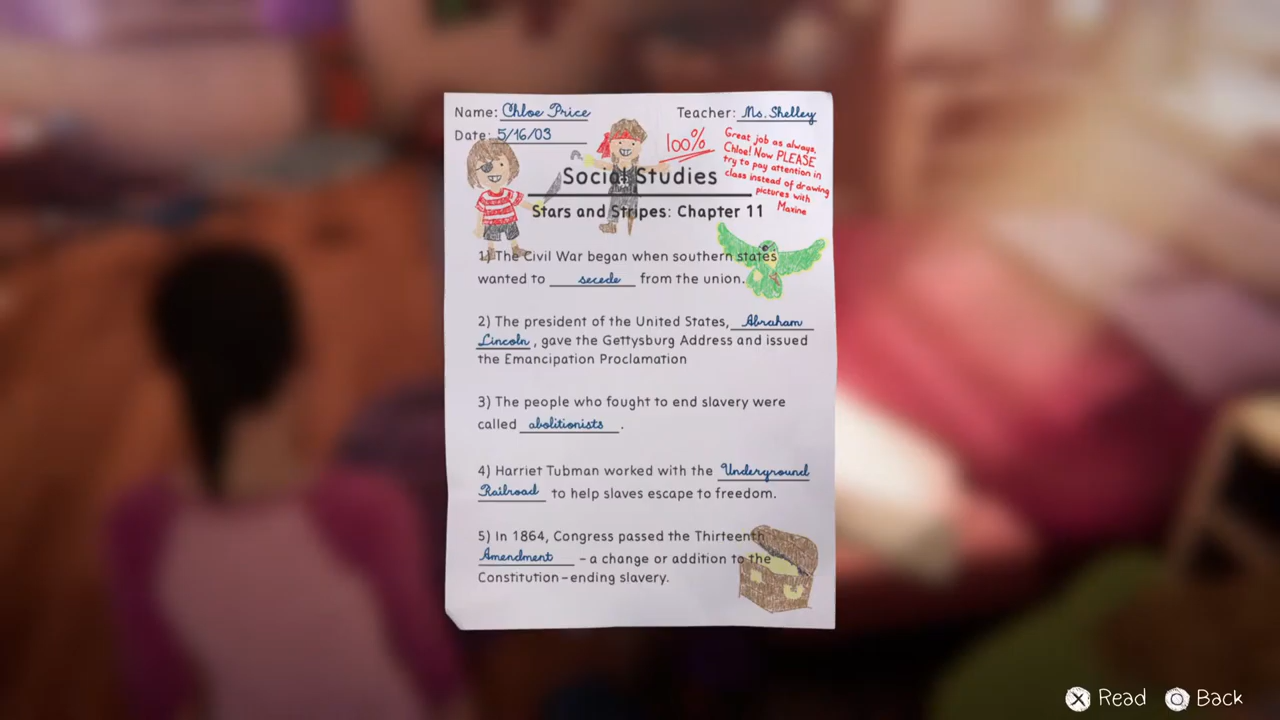 Name: Chloe Price
Teacher: Ms. Shelley
Date: 5/16/03
100%
Great job as always,
Chloe! Now PLEASE
try to pay attention in
class instead of drawing
pictures with
Maxine
Social Studies
Stars and Stripes: Chapter 11
1) The Civil War began when southern states
wanted to secede from the union.
2) The president of the United States, Abraham
Lincoln, gave the Gettysburg Address and issued
the Emancipation Proclamation
3) The people who fought to end slavery were
called abolitionists.
4) Harriet Tubman worked with the Underground
Railroad to help slaves escape to freedom.
5) In 1864, Congress passed the Thirteenth
Amendment - a change or addition to the
Constitution - ending slavery.
X Read O Back